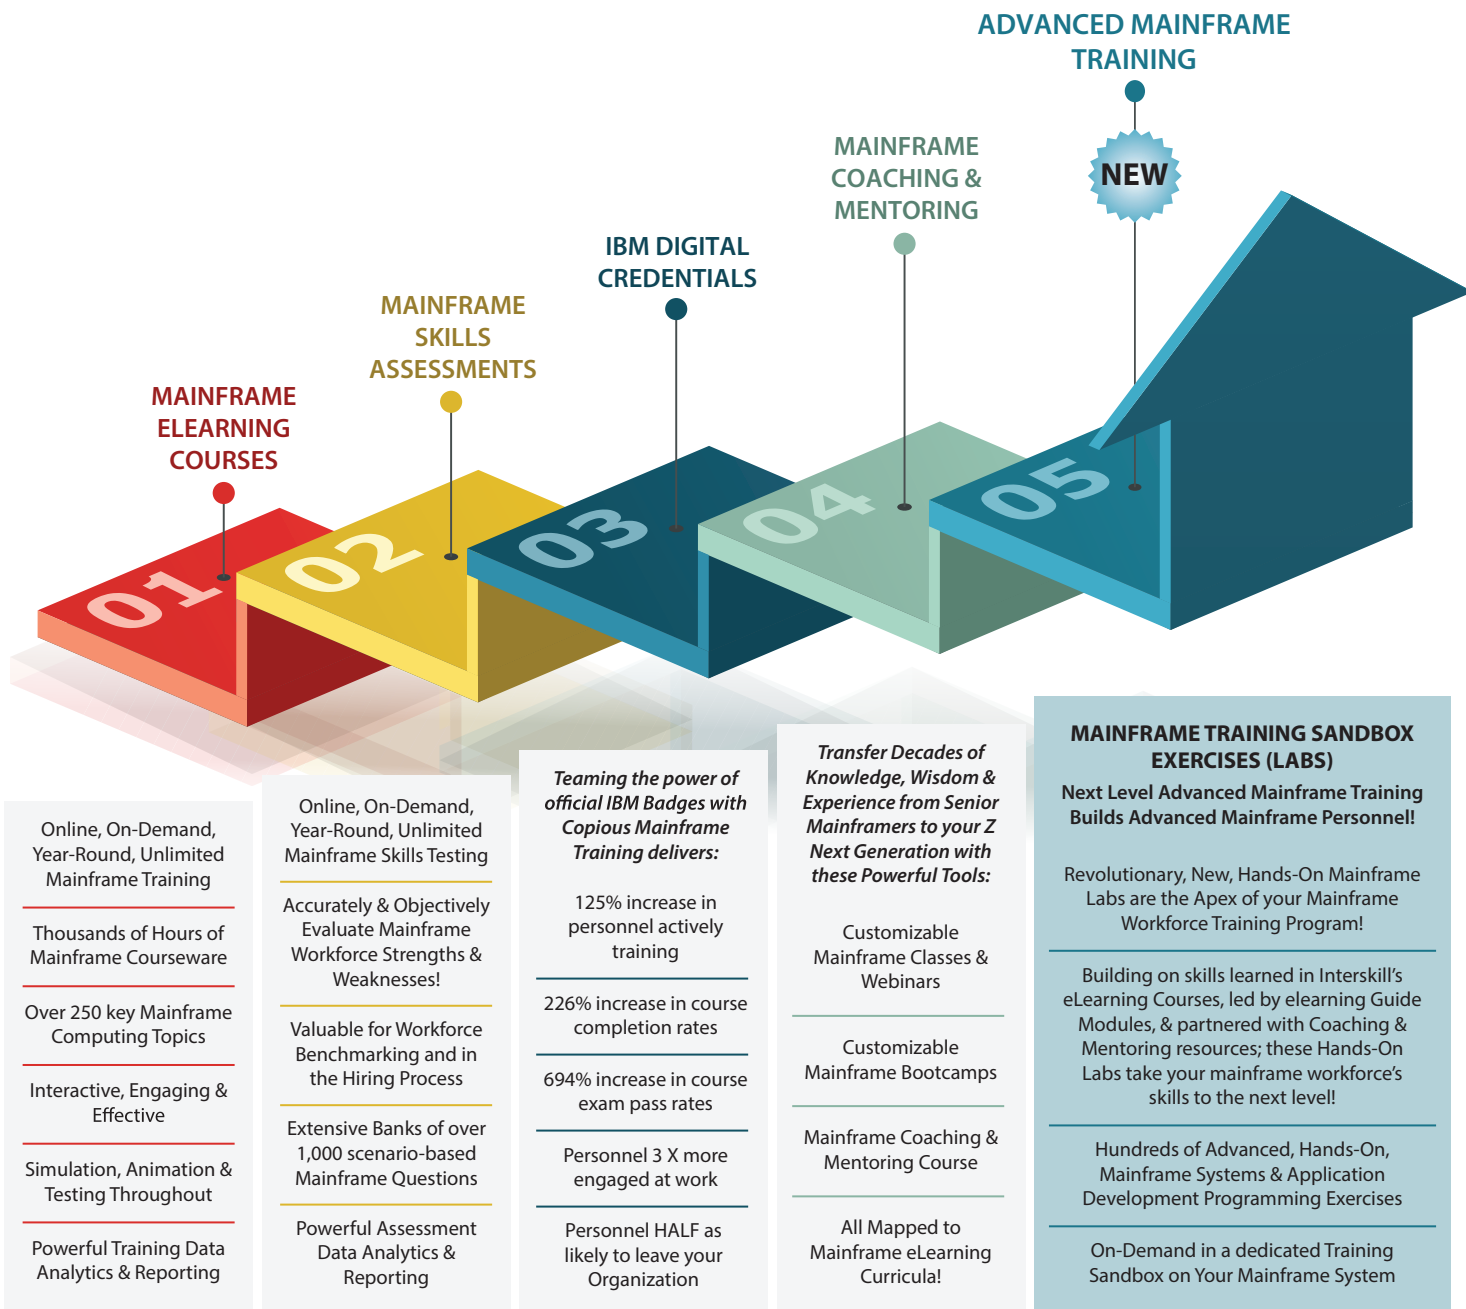 ADVANCED MAINFRAME
TRAINING
NEW
MAINFRAME
COACHING &
MENTORING
IBM DIGITAL
CREDENTIALS
MAINFRAME
SKILLS
ASSESSMENTS
MAINFRAME
ELEARNING
COURSES
01
02
03
04
05
Online, On-Demand,
Year-Round, Unlimited
Mainframe Training
Thousands of Hours of
Mainframe Courseware
Over 250 key Mainframe
Computing Topics
Interactive, Engaging &
Effective
Simulation, Animation &
Testing Throughout
Powerful Training Data
Analytics & Reporting
Online, On-Demand,
Year-Round, Unlimited
Mainframe Skills Testing
Accurately & Objectively
Evaluate Mainframe
Workforce Strengths &
Weaknesses!
Valuable for Workforce
Benchmarking and in
the Hiring Process
Extensive Banks of over
1,000 scenario-based
Mainframe Questions
Powerful Assessment
Data Analytics &
Reporting
Teaming the power of
official IBM Badges with
Copious Mainframe
Training delivers:
125% increase in
personnel actively
training
226% increase in course
completion rates
694% increase in course
exam pass rates
Personnel 3 X more
engaged at work
Personnel HALF as
likely to leave your
Organization
Transfer Decades of
Knowledge, Wisdom &
Experience from Senior
Mainframers to your Z
Next Generation with
these Powerful Tools:
Customizable
Mainframe Classes &
Webinars
Customizable
Mainframe Bootcamps
Mainframe Coaching &
Mentoring Course
All Mapped to
Mainframe eLearning
Curricula!
MAINFRAME TRAINING SANDBOX
EXERCISES (LABS)
Next Level Advanced Mainframe Training
Builds Advanced Mainframe Personnel!
Revolutionary, New, Hands-On Mainframe
Labs are the Apex of your Mainframe
Workforce Training Program!
Building on skills learned in Interskill's
eLearning Courses, led by elearning Guide
Modules, & partnered with Coaching &
Mentoring resources; these Hands-On
Labs take your mainframe workforce's
skills to the next level!
Hundreds of Advanced, Hands-On,
Mainframe Systems & Application
Development Programming Exercises
On-Demand in a dedicated Training
Sandbox on Your Mainframe System